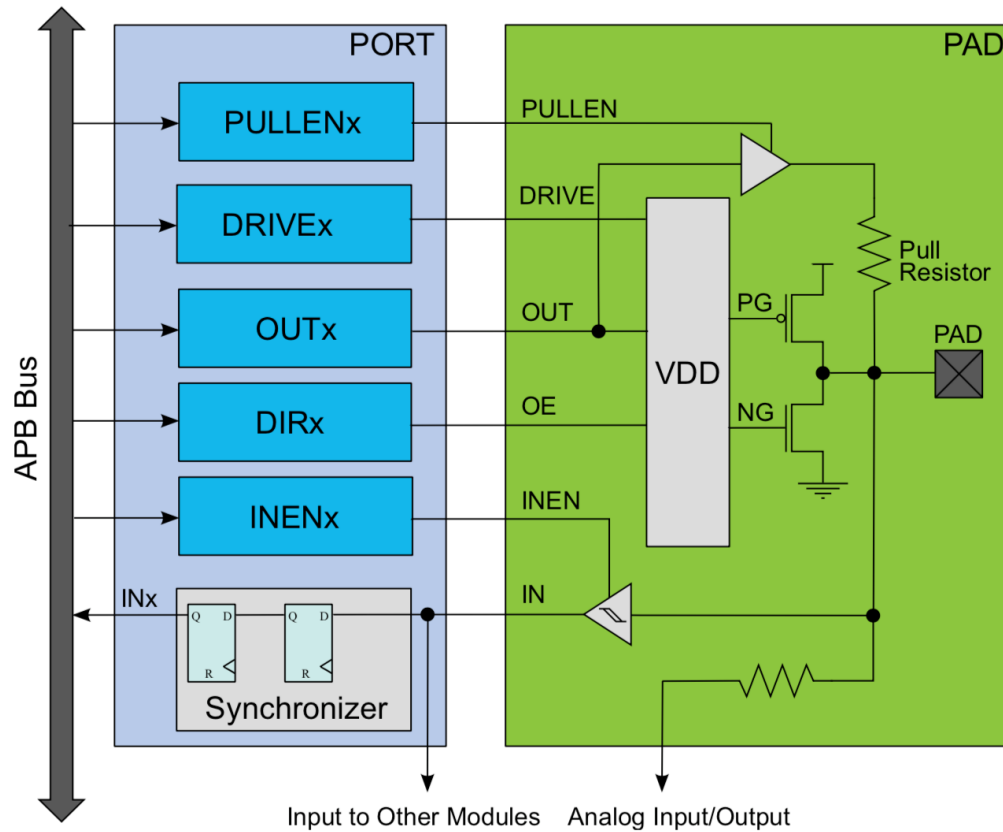 PORT
PAD
PULLENx
PULLEN
DRIVEx
DRIVE
Pull
Resistor
OUTx
OUT
PG
PAD
VDD
DIRx
OE
NG
APB Bus
INENx
INEN
INx
IN
Q D
R
Q D
R
Synchronizer
Input to Other Modules
Analog Input/Output